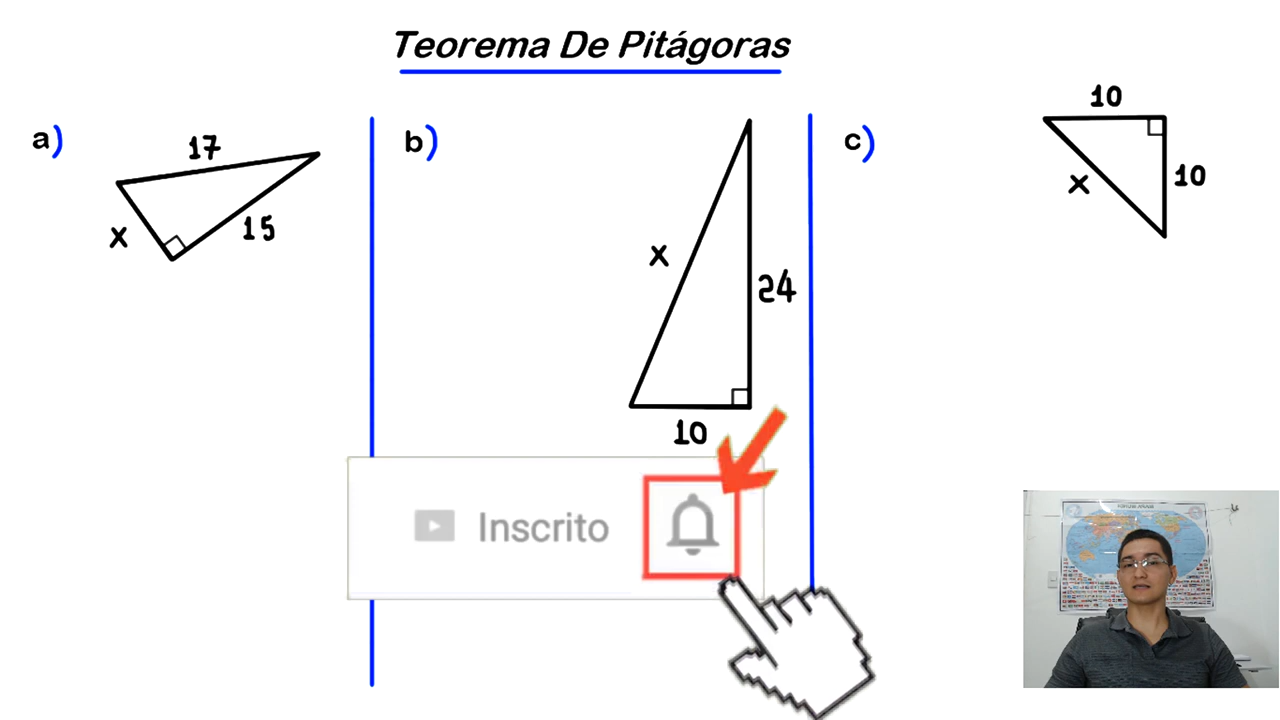 Teorema De Pitágoras
a)
17
x
15
b)
x
24
10
c)
10
x
10
Inscrito